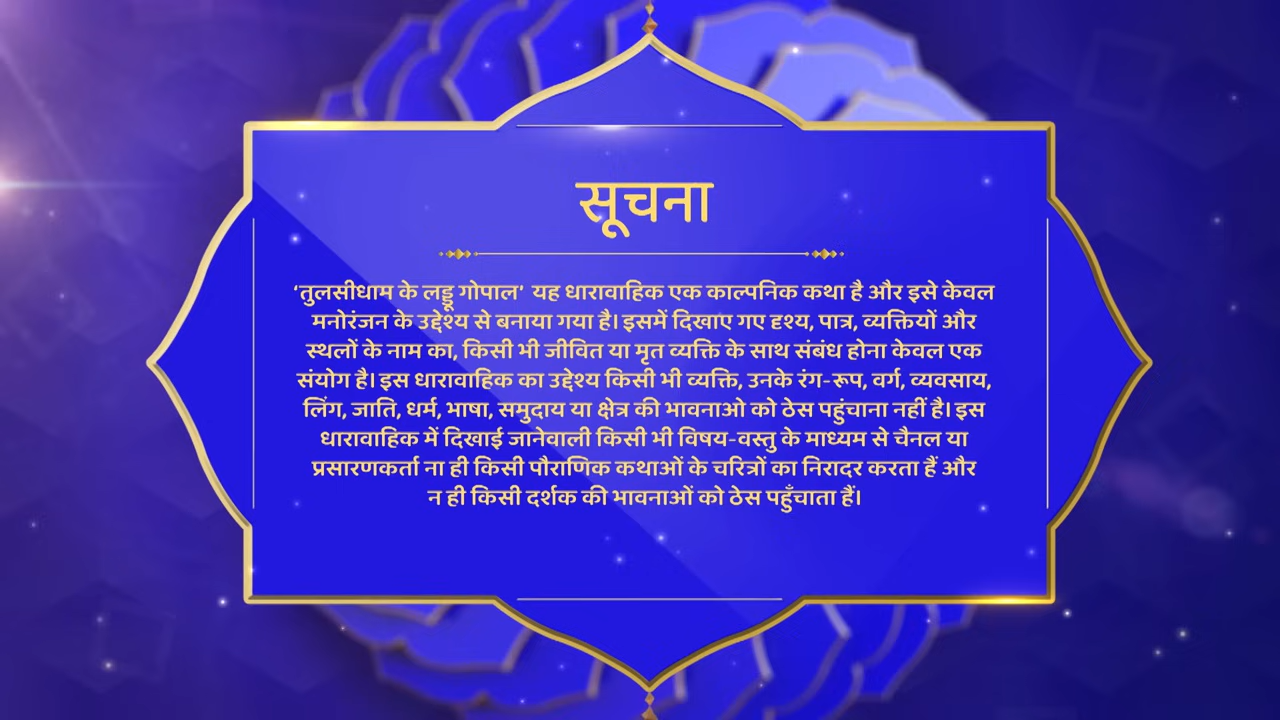 सूचना
‘तुलसीधाम के लड्डू गोपाल’ यह धारावाहिक एक काल्पनिक कथा है और इसे केवल
मनोरंजन के उद्देश्य से बनाया गया है। इसमें दिखाए गए दृश्य, पात्र, व्यक्तियों और
स्थलों के नाम का, किसी भी जीवित या मृत व्यक्ति के साथ संबंध होना केवल एक
संयोग है। इस धारावाहिक का उद्देश्य किसी भी व्यक्ति, उनके रंग-रूप, वर्ग, व्यवसाय,
लिंग, जाति, धर्म, भाषा, समुदाय या क्षेत्र की भावनाओ को ठेस पहुंचाना नहीं है। इस
धारावाहिक में दिखाई जानेवाली किसी भी विषय-वस्तु के माध्यम से चैनल या
प्रसारणकर्ता ना ही किसी पौराणिक कथाओं के चरित्रों का निरादर करता हैं और
न ही किसी दर्शक की भावनाओं को ठेस पहुँचाता हैं।